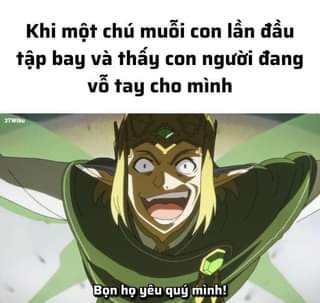 Khi một chú muỗi con lần đầu
tập bay và thấy con người đang
vỗ tay cho mình
2TWibu
Bọn họ yêu quý mình!